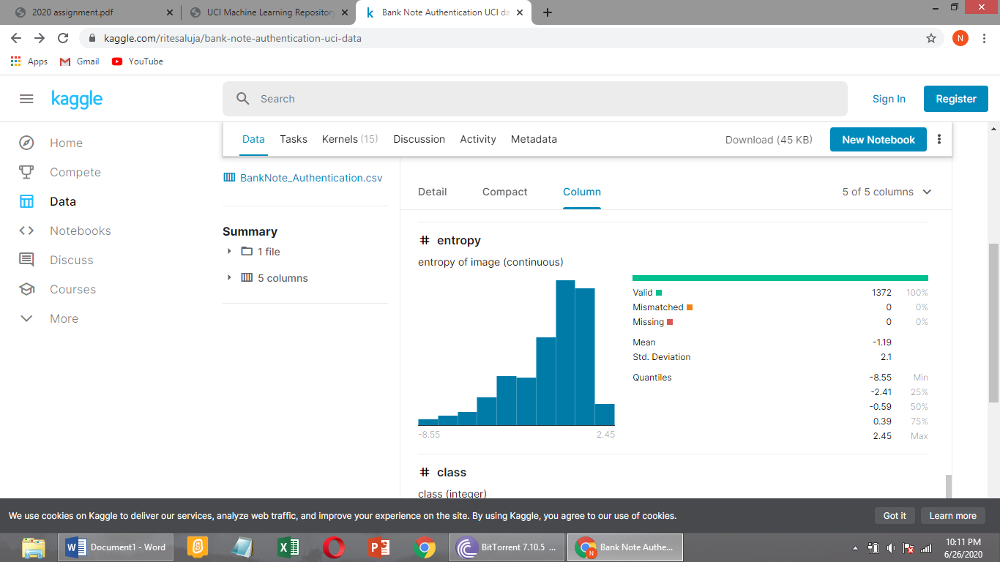 2020 assignment.pdf
UCI Machine Learning Repository
Bank Note Authentication UCI da
kaggle.com/ritesaluja/bank-note-authentication-uci-data
N
Apps
Gmail
YouTube
kaggle
Search
Sign In
Register
Home
Compete
Data
Notebooks
Discuss
Courses
More
Data
Tasks
Kernels (15)
Discussion
Activity
Metadata
Download (45 KB)
New Notebook
BankNote_Authentication.csv
Summary
1 file
5 columns
Detail
Compact
Column
5 of 5 columns
# entropy
entropy of image (continuous)
-8.55 2.45
Valid 1372 100%
Mismatched 0 0%
Missing 0 0%
Mean -1.19
Std. Deviation 2.1
Quantiles -8.55 Min
-2.41 25%
-0.59 50%
0.39 75%
2.45 Max
# class
class (integer)
We use cookies on Kaggle to deliver our services, analyze web traffic, and improve your experience on the site. By using Kaggle, you agree to our use of cookies.
Got it
Learn more
Document1 - Word
BitTorrent 7.10.5 ...
Bank Note Authe...
10:11 PM
6/26/2020